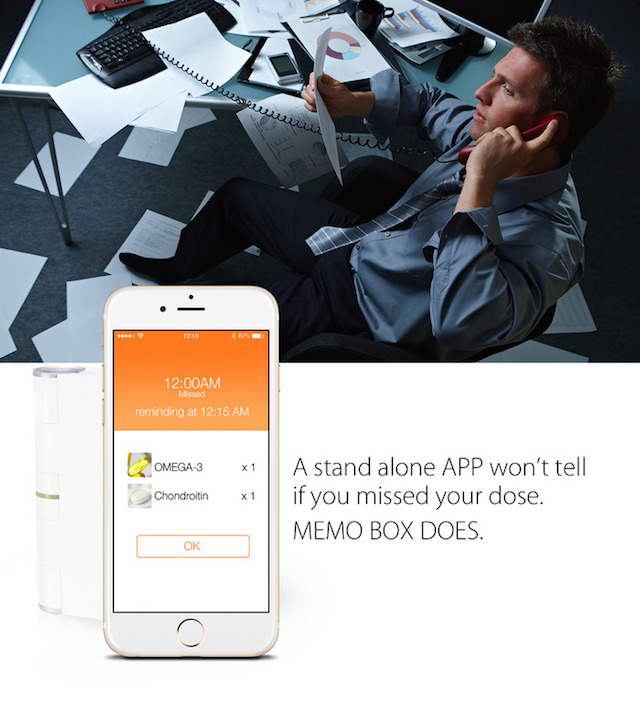 12:15
82%
12:00AM
Missed
reminding at 12:15 AM
OMEGA-3 x 1
Chondroitin x 1
OK
A stand alone APP won't tell
if you missed your dose.
MEMO BOX DOES.